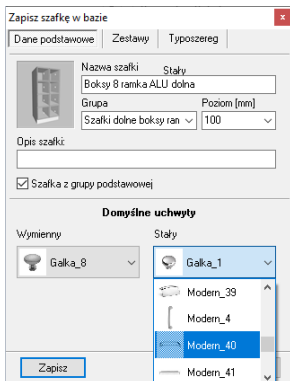 Zapisz szafkę w bazie
x
Dane podstawowe
Zestawy
Typoszereg
Nazwa szafki
Stały
Boksy 8 ramka ALU dolna
Grupa
Poziom [mm]
Szafki dolne boksy ran
100
Opis szafki:
Szafka z grupy podstawowej
Domyślne uchwyty
Wymienny
Stały
Gałka_8
Gałka_1
Modern_39
Modern_4
Modern_40
Modern_41
Zapisz